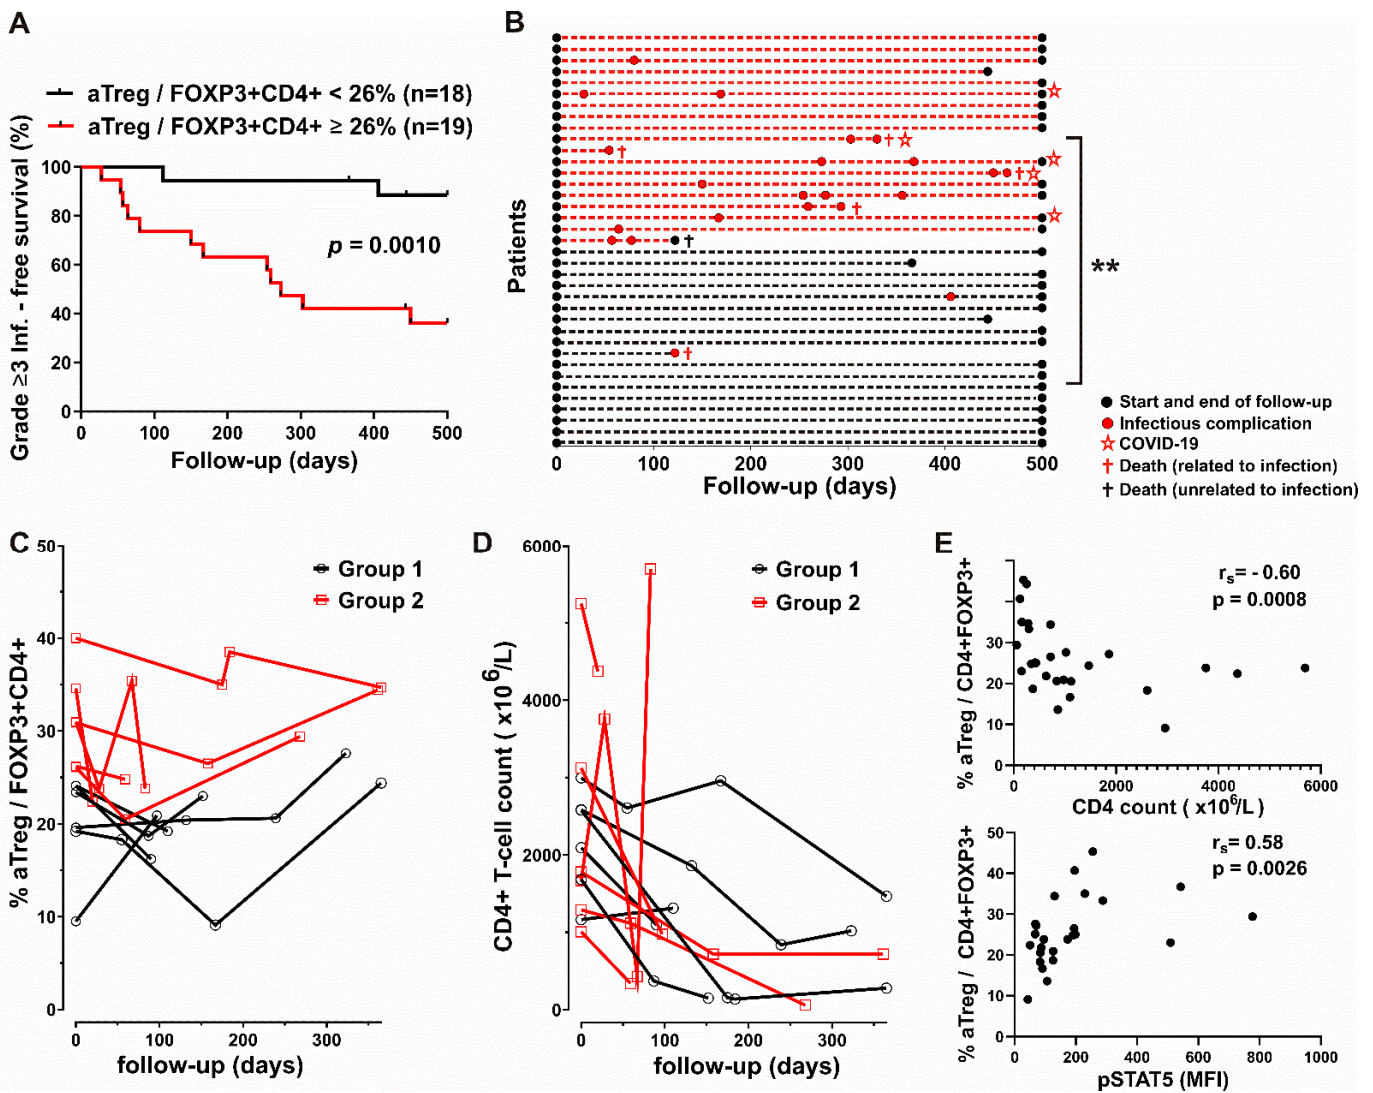 A
aTreg / FOXP3+CD4+ < 26% (n=18)
aTreg / FOXP3+CD4+ ≥ 26% (n=19)
Grade ≥3 Inf. - free survival (%)
100
80
60
40
20
0
p = 0.0010
0 100 200 300 400 500
Follow-up (days)
B
Patients
**
0 100 200 300 400 500
Follow-up (days)
Start and end of follow-up
Infectious complication
COVID-19
Death (related to infection)
Death (unrelated to infection)
C
% aTreg / FOXP3+CD4+
50
40
30
20
10
0
Group 1
Group 2
0 100 200 300
follow-up (days)
D
CD4+ T-cell count ( x10⁶/L)
6000
4000
2000
0
Group 1
Group 2
0 100 200 300
follow-up (days)
E
% aTreg / CD4+FOXP3+
30
20
10
0
rₛ= - 0.60
p = 0.0008
0 2000 4000 6000
CD4 count ( x10⁶/L)
% aTreg / CD4+FOXP3+
50
40
30
20
10
0
rₛ= 0.58
p = 0.0026
0 200 400 600 800 1000
pSTAT5 (MFI)